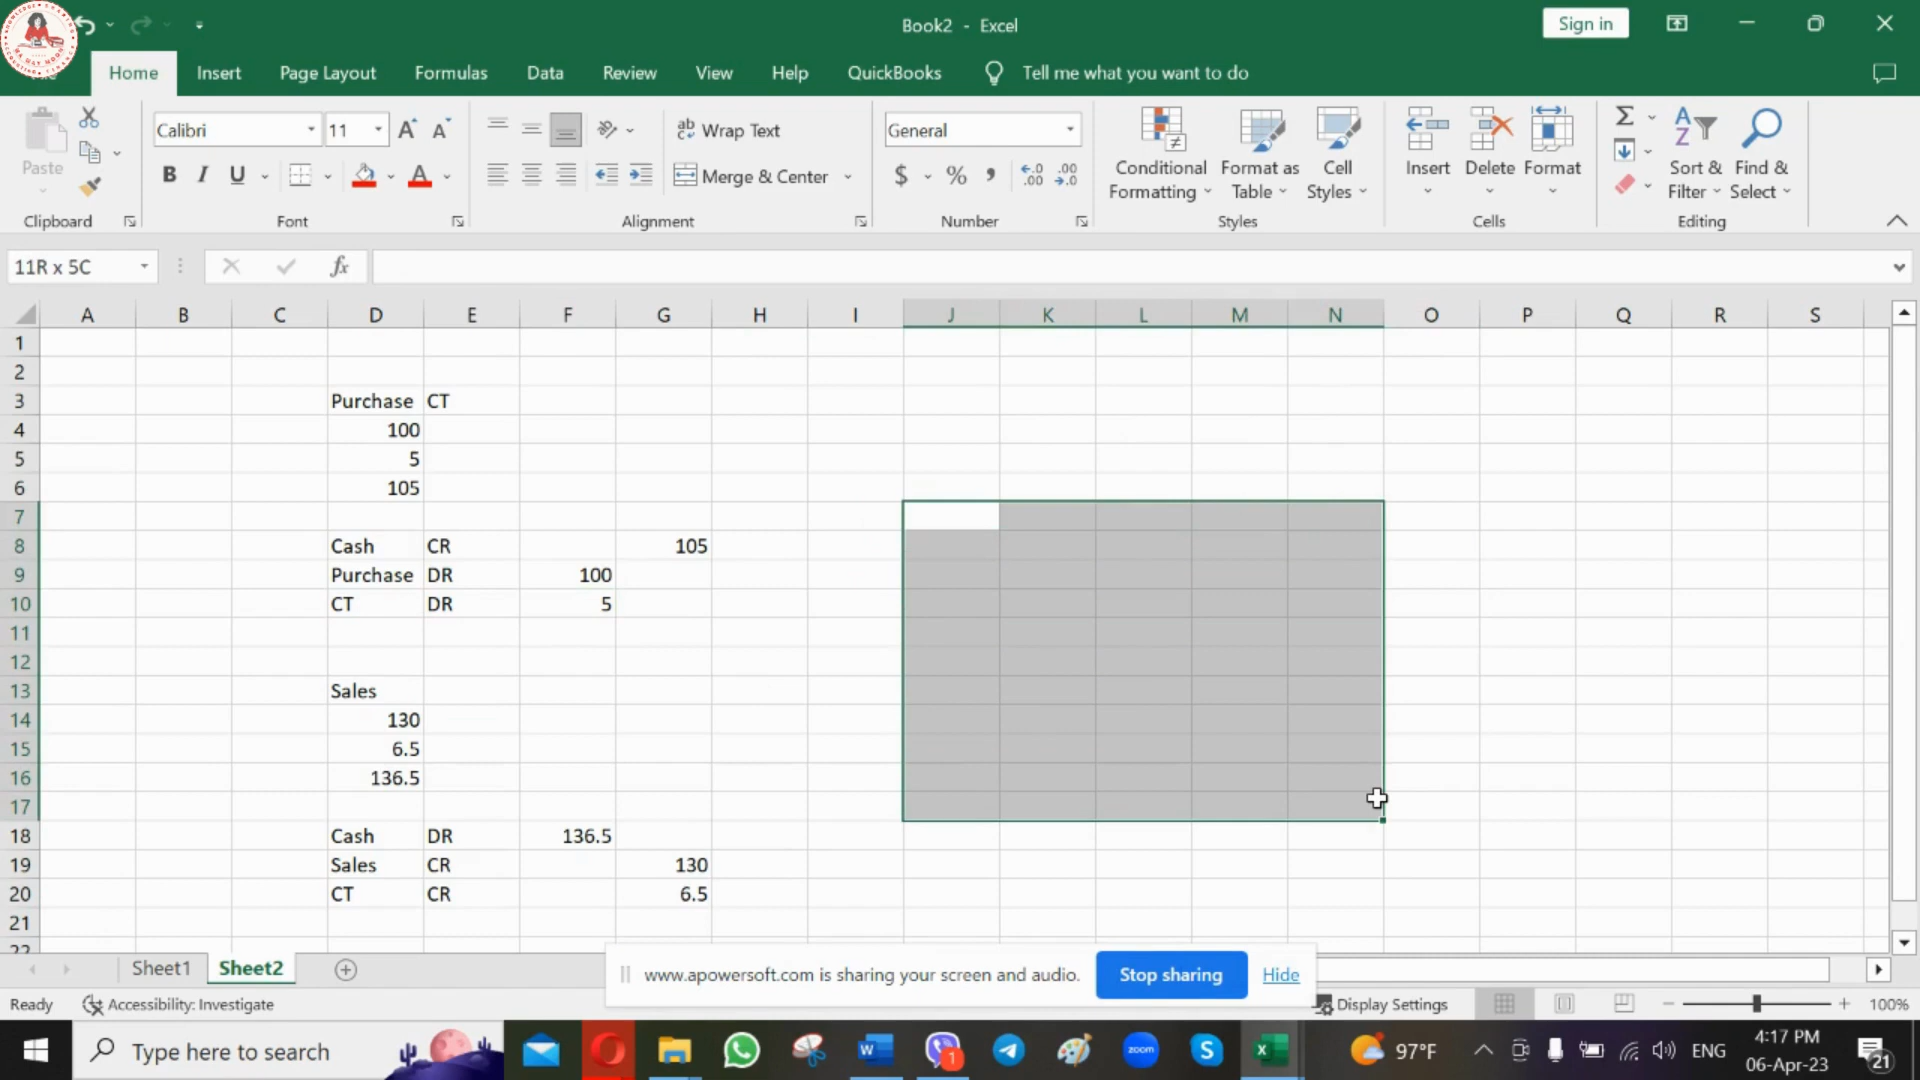 Book2 - Excel
Sign in
Home Insert Page Layout Formulas Data Review View Help QuickBooks Tell me what you want to do
Calibri 11 Wrap Text General
Paste B I U Merge & Center $ % , Conditional Formatting Format as Table Cell Styles Insert Delete Format Sort & Filter Find & Select
Clipboard Font Alignment Number Styles Cells Editing
11R x 5C fx
A B C D E F G H I J K L M N O P Q R S
1
2
3 Purchase CT
4 100
5 5
6 105
7
8 Cash CR 105
9 Purchase DR 100
10 CT DR 5
11
12
13 Sales
14 130
15 6.5
16 136.5
17
18 Cash DR 136.5
19 Sales CR 130
20 CT CR 6.5
21
22
Sheet1 Sheet2
www.apowersoft.com is sharing your screen and audio. Stop sharing Hide
Ready Accessibility: Investigate Display Settings 100%
Type here to search zoom 1 97°F ENG 4:17 PM
06-Apr-23 21